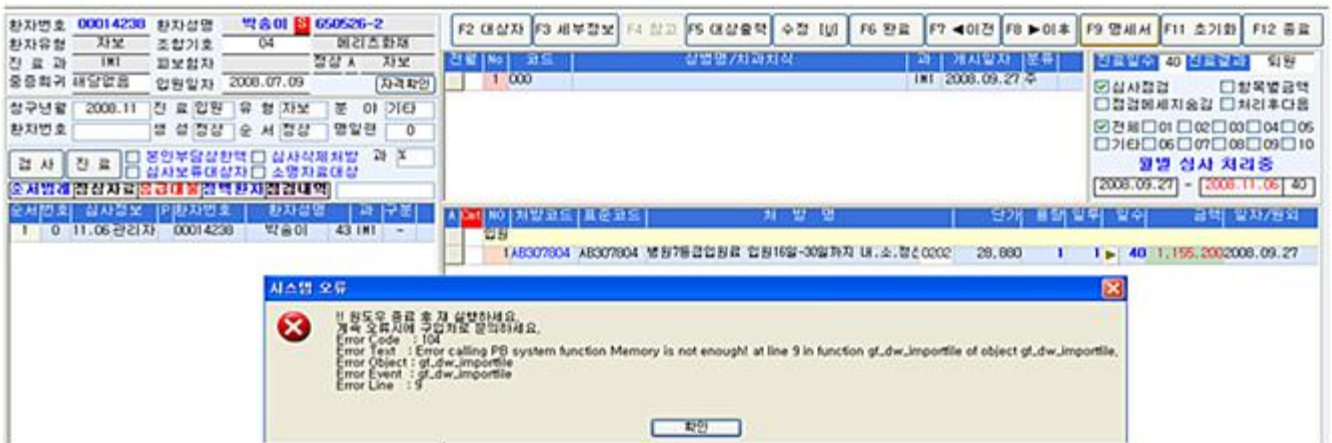 환자번호 00014238 환자성명 박송이 S 650526-2
환자유형 자보 조합기호 04 메리츠화재
진 료 과 IM1 피보험자 정상 A 자보
중증희귀 해당없음 입원일자 2008.07.09 자격확인
청구년월 2008.11 진 료 입원 유 형 자보 분 야 기타
환자번호 생 성 정상 순 서 정상 명일련 0
검 사 진 료 본인부담상한액 심사삭제처방 과 %
심사보류대상자 소명자료대상
순서범례 정상자료 응급대불 정액환자 점검내역
순서 번호 심사정보 P 환자번호 환자성명 과 구분
1 0 11.06 관리자 00014238 박송이 43 IM1 -
F2 대상자 F3 세부정보 F4 참고 F5 대상출력 수정 [U] F6 완료 F7 ◀이전 F8 ▶이후 F9 명세서 F11 초기화 F12 종료
전월 No 코드 상병명/치과치식 과 개시일자 분류
1 000 IM1 2008.09.27 주
진료일수 40 진료결과 퇴원
심사점검 항목별금액
점검메세지숨김 처리후다음
전체 01 02 03 04 05
기타 06 07 08 09 10
월별 심사 처리중
2008.09.27 - 2008.11.06 40
A Cmt NO 처방코드 표준코드 처 방 명 단가 용량 일투 일수 금액 일자/원외
입원
1 AB307804 AB307804 병원7등급입원료 입원16일-30일까지 내.소.정신 0202 28,880 1 1 ▶ 40 1,155,200 2008.09.27
시스템 오류
!! 윈도우 종료 후 재 실행하세요.
계속 오류시에 구입처로 문의하세요.
Error Code : 104
Error Text : Error calling PB system function Memory is not enough! at line 9 in function gf_dw_importfile of object gf_dw_importfile.
Error Object : gf_dw_importfile
Error Event : gf_dw_importfile
Error Line : 9
확인